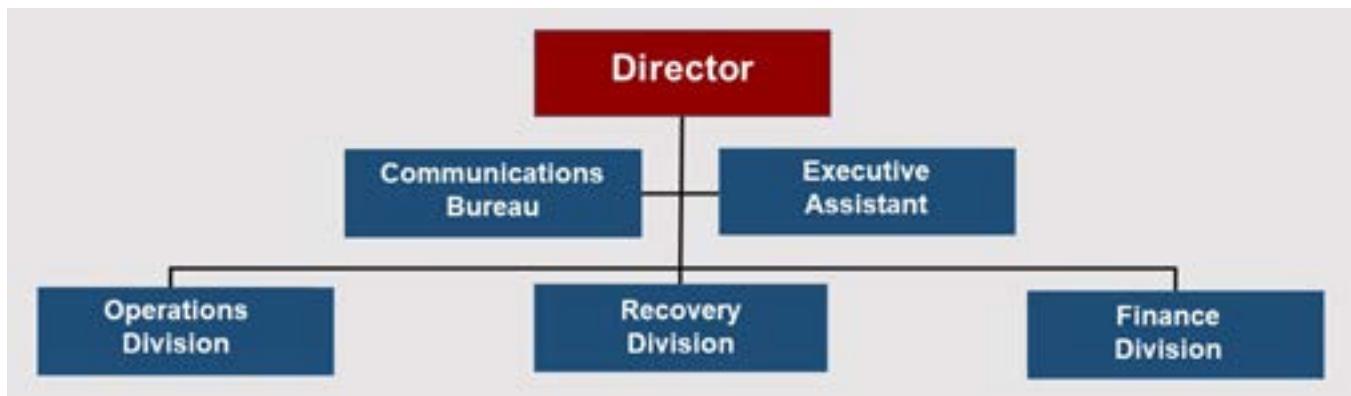 Director
Communications
Bureau
Executive
Assistant
Operations
Division
Recovery
Division
Finance
Division